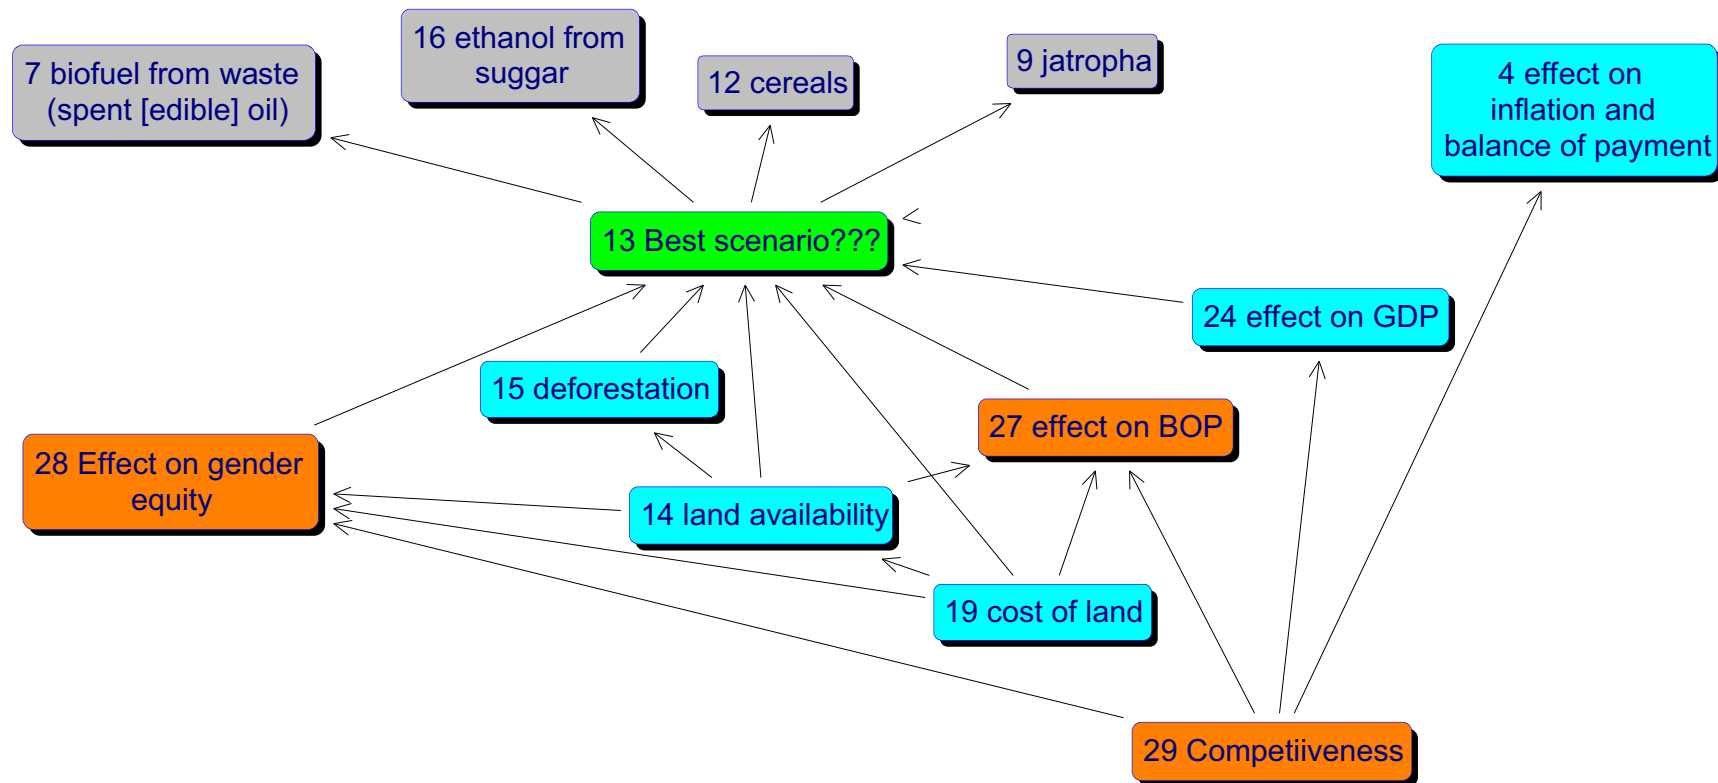 16 ethanol from
suggar
7 biofuel from waste
(spent [edible] oil)
12 cereals
9 jatropha
4 effect on
inflation and
balance of payment
13 Best scenario???
24 effect on GDP
15 deforestation
27 effect on BOP
28 Effect on gender
equity
14 land availability
19 cost of land
29 Competiiveness